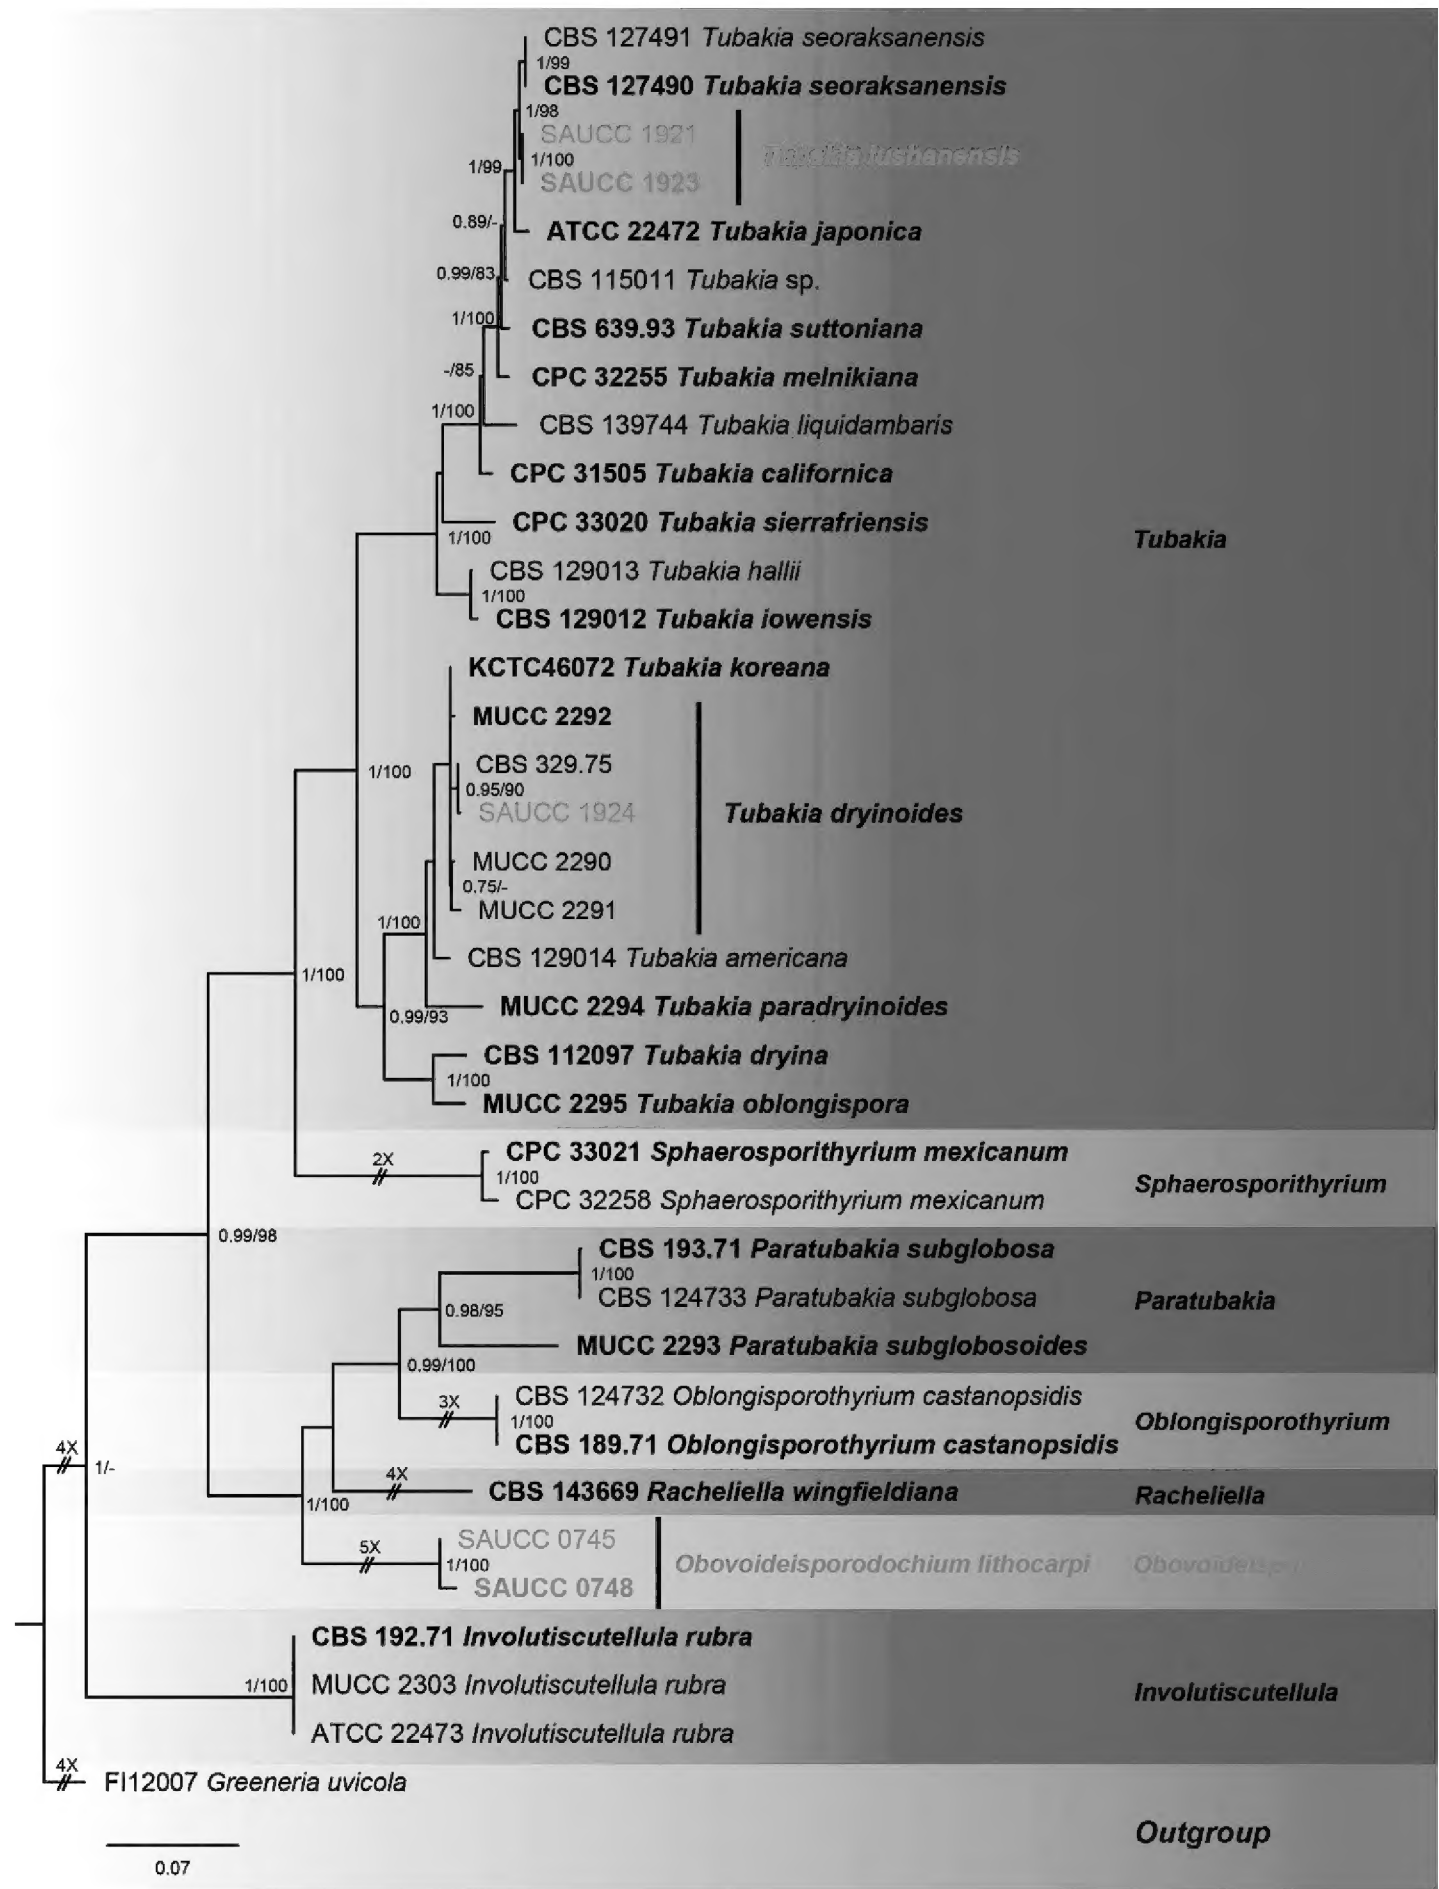 CBS 127491 Tubakia seoraksanensis
1/99
CBS 127490 Tubakia seoraksanensis
1/98
SAUCC 1921
1/99
1/100
Tubakia lushanensis
SAUCC 1923
0.89/-
ATCC 22472 Tubakia japonica
0.99/83
CBS 115011 Tubakia sp.
1/100
CBS 639.93 Tubakia suttoniana
-/85
CPC 32255 Tubakia melnikiana
1/100
CBS 139744 Tubakia liquidambaris
CPC 31505 Tubakia californica
CPC 33020 Tubakia sierrafriensis
1/100
Tubakia
CBS 129013 Tubakia hallii
1/100
CBS 129012 Tubakia iowensis
KCTC46072 Tubakia koreana
MUCC 2292
1/100
CBS 329.75
0.95/90
SAUCC 1924
Tubakia dryinoides
MUCC 2290
0.75/-
MUCC 2291
1/100
CBS 129014 Tubakia americana
1/100
MUCC 2294 Tubakia paradryinoides
0.99/93
CBS 112097 Tubakia dryina
1/100
MUCC 2295 Tubakia oblongispora
CPC 33021 Sphaerosporithyrium mexicanum
2X
1/100
Sphaerosporithyrium
CPC 32258 Sphaerosporithyrium mexicanum
0.99/98
CBS 193.71 Paratubakia subglobosa
1/100
CBS 124733 Paratubakia subglobosa
Paratubakia
0.98/95
MUCC 2293 Paratubakia subglobosoides
0.99/100
CBS 124732 Oblongisporothyrium castanopsidis
3X
1/100
Oblongisporothyrium
CBS 189.71 Oblongisporothyrium castanopsidis
4X
1/-
4X
CBS 143669 Racheliella wingfieldiana
Racheliella
1/100
SAUCC 0745
5X
1/100
Obovoideisporodochium lithocarpi
SAUCC 0748
CBS 192.71 Involutiscutellula rubra
1/100
MUCC 2303 Involutiscutellula rubra
Involutiscutellula
ATCC 22473 Involutiscutellula rubra
4X
FI12007 Greeneria uvicola
Outgroup
0.07